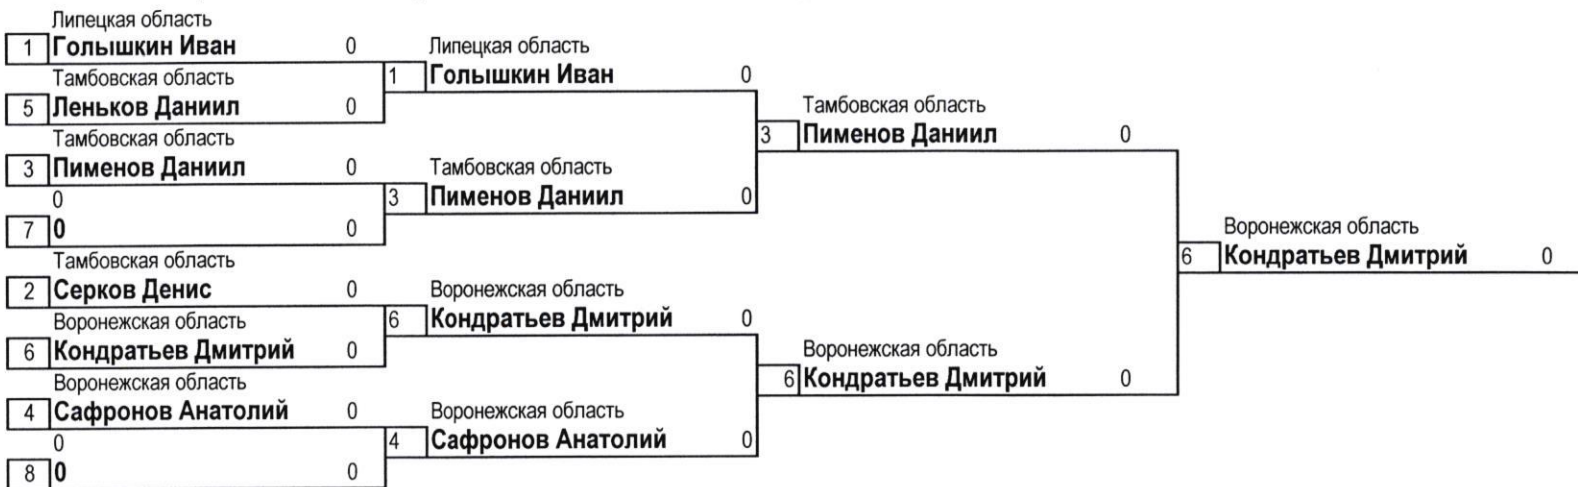 Липецкая область
1 Голышкин Иван 0
Тамбовская область
5 Леньков Даниил 0
Тамбовская область
3 Пименов Даниил 0
0
7 0 0
Тамбовская область
2 Серков Денис 0
Воронежская область
6 Кондратьев Дмитрий 0
Воронежская область
4 Сафронов Анатолий 0
0
8 0 0
Липецкая область
1 Голышкин Иван 0
Тамбовская область
3 Пименов Даниил 0
Воронежская область
6 Кондратьев Дмитрий 0
Воронежская область
4 Сафронов Анатолий 0
Тамбовская область
3 Пименов Даниил 0
Воронежская область
6 Кондратьев Дмитрий 0
Воронежская область
6 Кондратьев Дмитрий 0